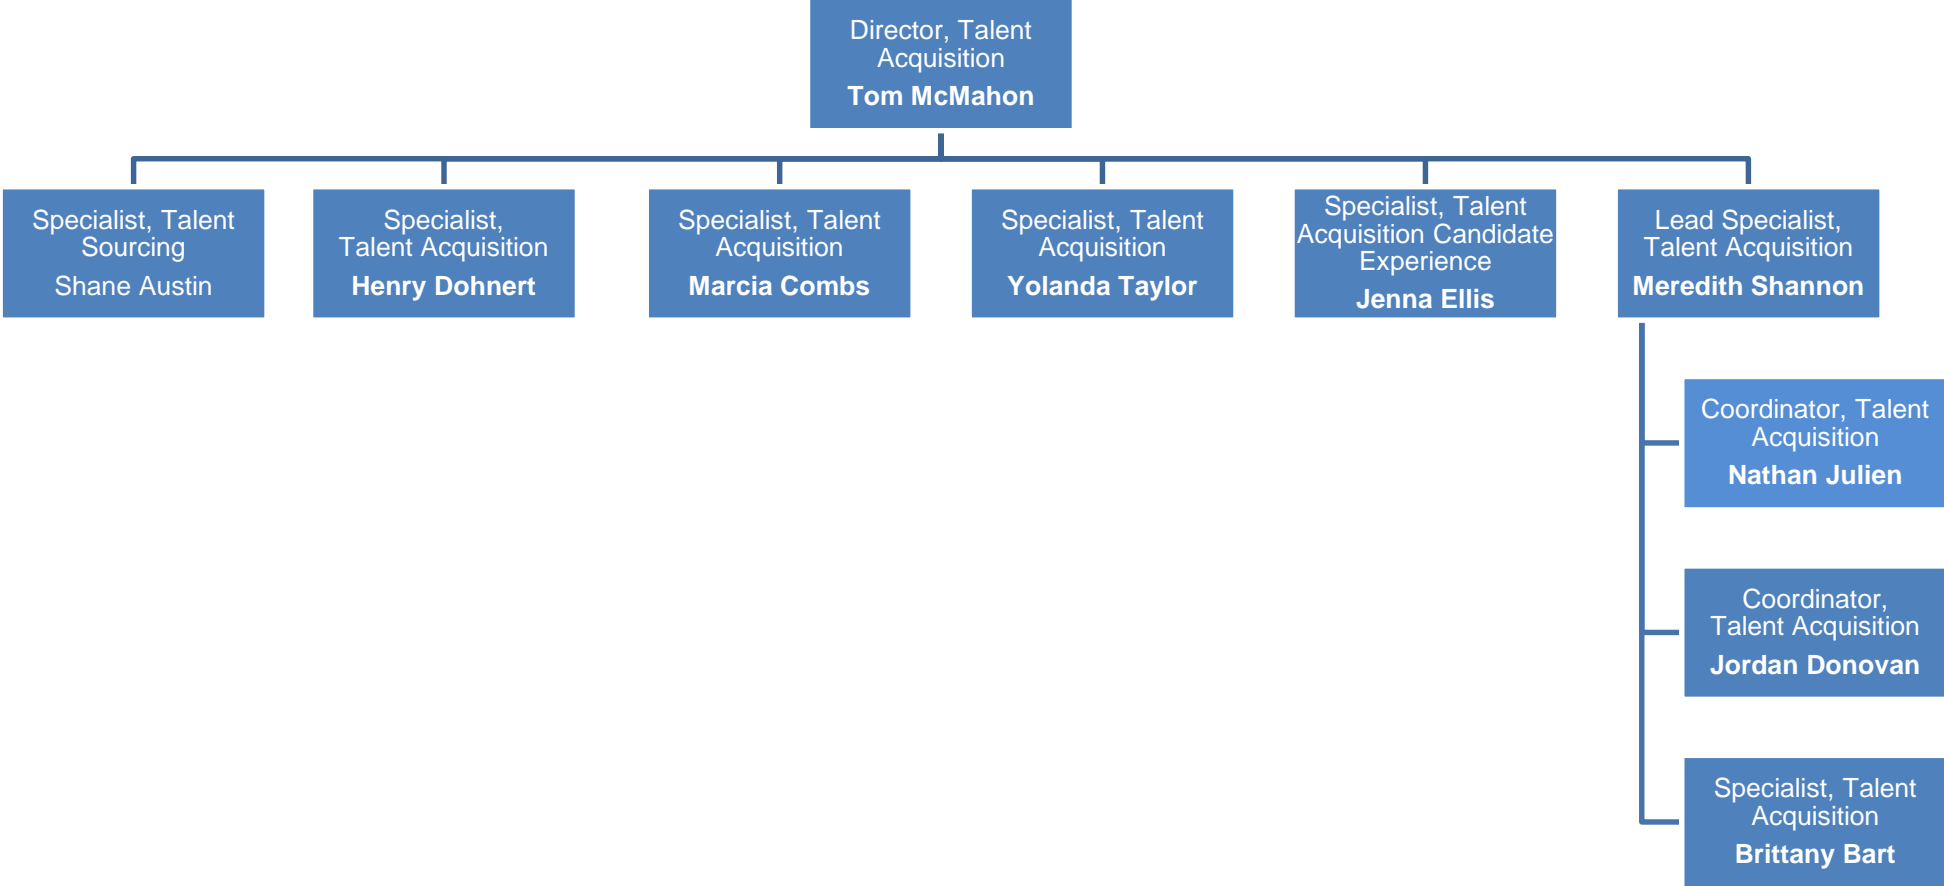 Director, Talent
Acquisition
Tom McMahon
Specialist, Talent
Sourcing
Shane Austin
Specialist,
Talent Acquisition
Henry Dohnert
Specialist, Talent
Acquisition
Marcia Combs
Specialist, Talent
Acquisition
Yolanda Taylor
Specialist, Talent
Acquisition Candidate
Experience
Jenna Ellis
Lead Specialist,
Talent Acquisition
Meredith Shannon
Coordinator, Talent
Acquisition
Nathan Julien
Coordinator,
Talent Acquisition
Jordan Donovan
Specialist, Talent
Acquisition
Brittany Bart